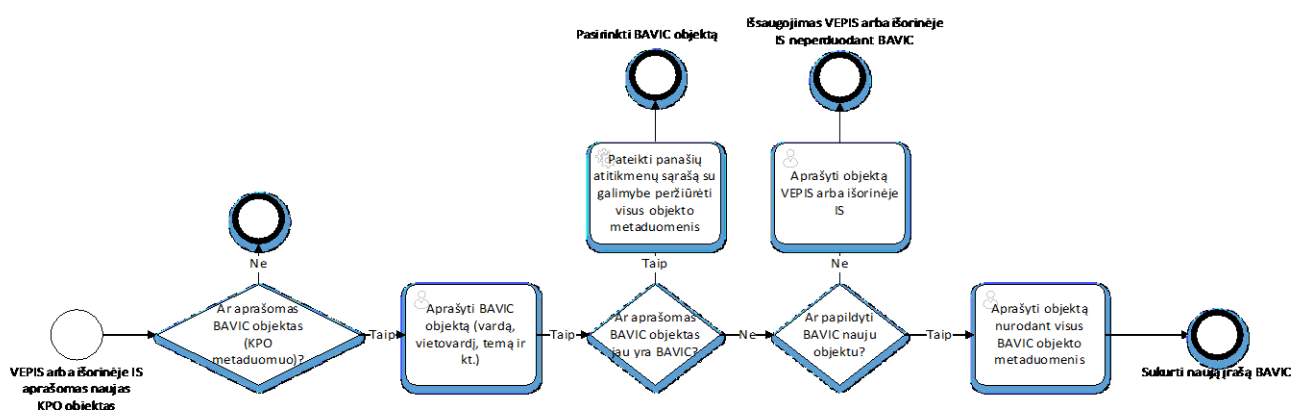 Pasirinkti BAVIC objektą
Išsaugojimas VEPIS arba išorinėje
IS neperduodant BAVIC
Pateikti panašių
atitikmenų sąrašą su
galimybe peržiūrėti
visus objekto
metaduomenis
Aprašyti objektą
VEPIS arba išorinėje
IS
Ne
Taip
Ne
VEPIS arba išorinėje IS
aprašomas naujas
KPO objektas
Ar aprašomas
BAVIC objektas
(KPO
metaduomuo)?
Taip
Aprašyti BAVIC
objektą (vardą,
vietovardį, temą ir
kt.)
Taip
Ar aprašomas
BAVIC objektas
jau yra BAVIC?
Ne
Ar papildyti
BAVIC nauju
objektu?
Taip
Aprašyti objektą
nurodant visus
BAVIC objekto
metaduomenis
Sukurti naują įrašą BAVIC